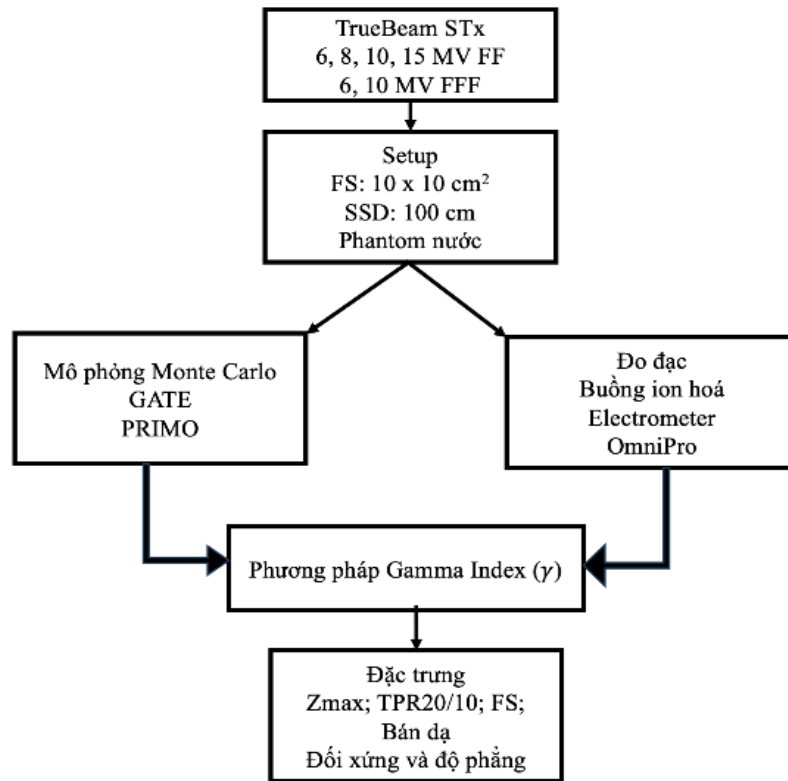 TrueBeam STx
6, 8, 10, 15 MV FF
6, 10 MV FFF
Setup
FS: 10 x 10 cm²
SSD: 100 cm
Phantom nước
Mô phỏng Monte Carlo
GATE
PRIMO
Đo đạc
Buồng ion hoá
Electrometer
OmniPro
Phương pháp Gamma Index (γ)
Đặc trưng
Zmax; TPR20/10; FS;
Bán dạ
Đối xứng và độ phẳng